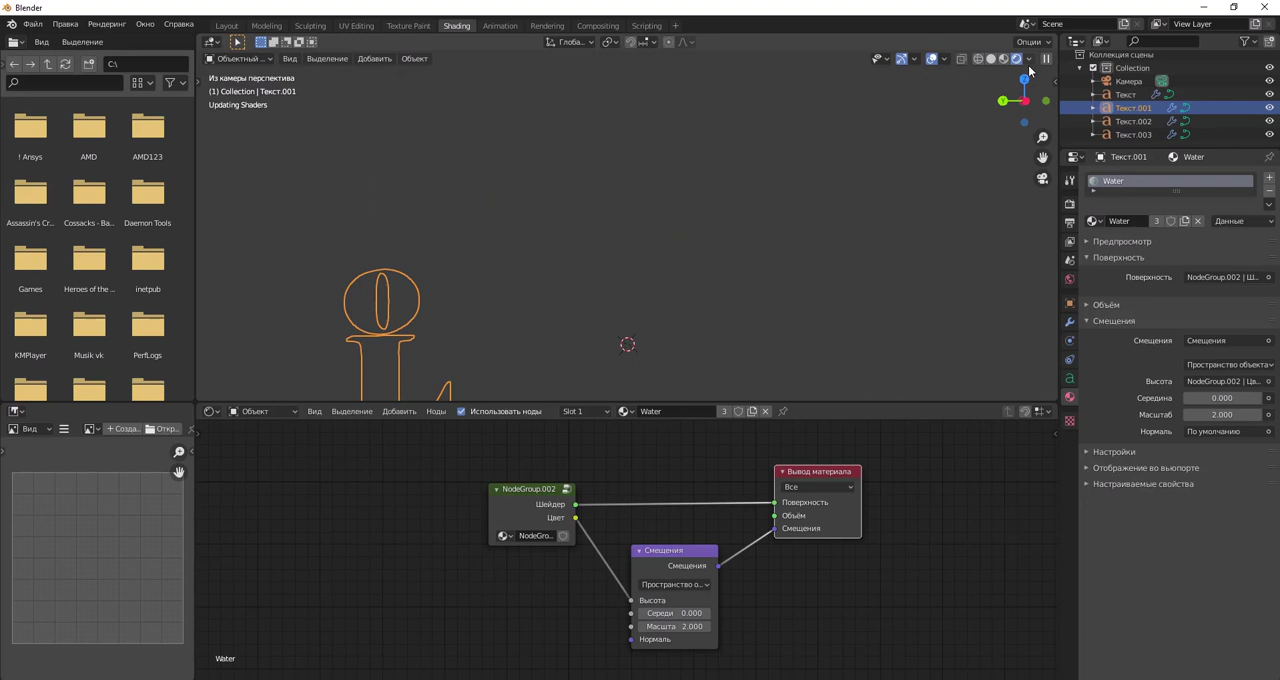 Blender
Файл Правка Рендеринг Окно Справка Layout Modeling Sculpting UV Editing Texture Paint Shading Animation Rendering Compositing Scripting Scene View Layer
Вид Выделение Глоба... Опции
C:\ Объектный ... Вид Выделение Добавить Объект
Коллекция сцены
Collection
Камера
Текст
Текст.001
Текст.002
Текст.003
Из камеры перспектива
(1) Collection | Текст.001
Updating Shaders
Z
Y
! Ansys AMD AMD123
Assassin's Cr... Cossacks - Ba... Daemon Tools
Games Heroes of the ... inetpub
KMPlayer Musik vk PerfLogs
Текст.001 Water
Water
Water 3 Данные
Предпросмотр
Поверхность
Поверхность NodeGroup.002 | Ш...
Объём
Смещения
Смещения Смещения
Пространство объекта
Высота NodeGroup.002 | Цв...
Середина 0.000
Масштаб 2.000
Нормаль По умолчанию
Настройки
Отображение во вьюпорте
Настраиваемые свойства
Объект Вид Выделение Добавить Ноды Использовать ноды Slot 1 Water 3
Вид Созда... Откр...
NodeGroup.002
Шейдер
Цвет
NodeGro...
Вывод материала
Все
Поверхность
Объём
Смещения
Смещения
Смещения
Пространство о...
Высота
Середи 0.000
Масшта 2.000
Нормаль
Water